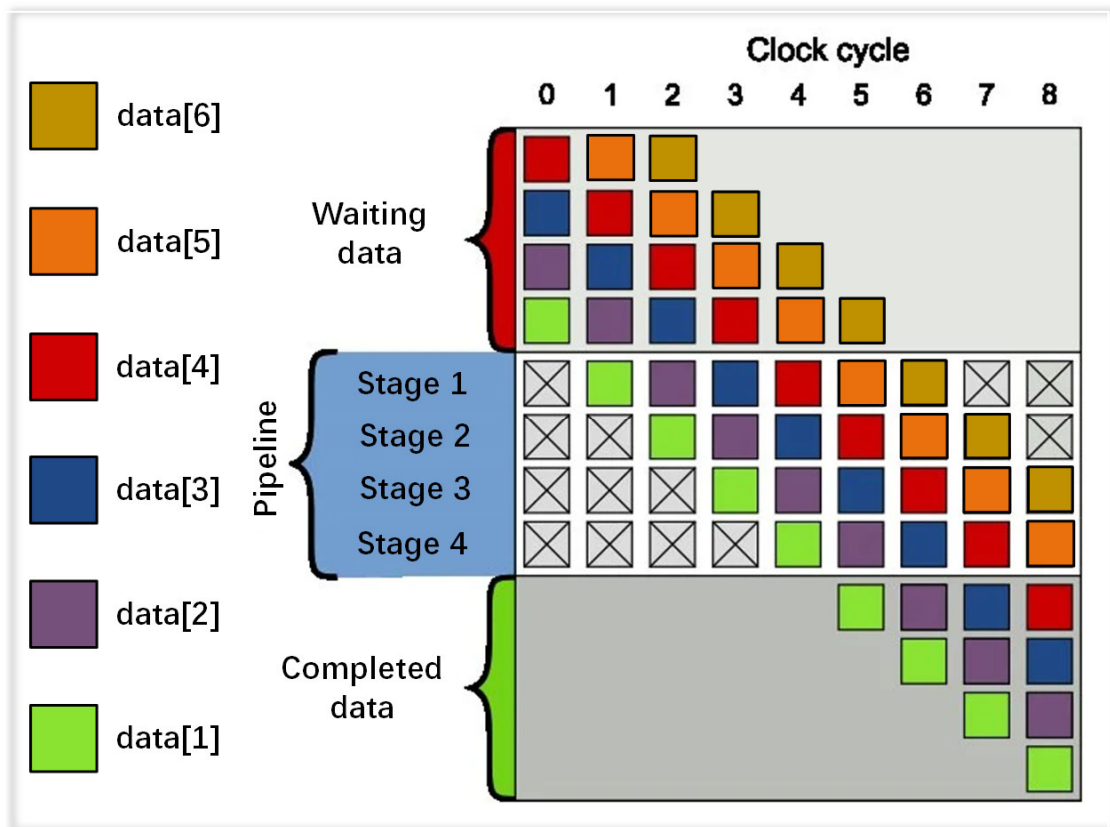 Clock cycle
0 1 2 3 4 5 6 7 8
data[6]
data[5]
data[4]
data[3]
data[2]
data[1]
Waiting
data
Pipeline
Stage 1
Stage 2
Stage 3
Stage 4
Completed
data